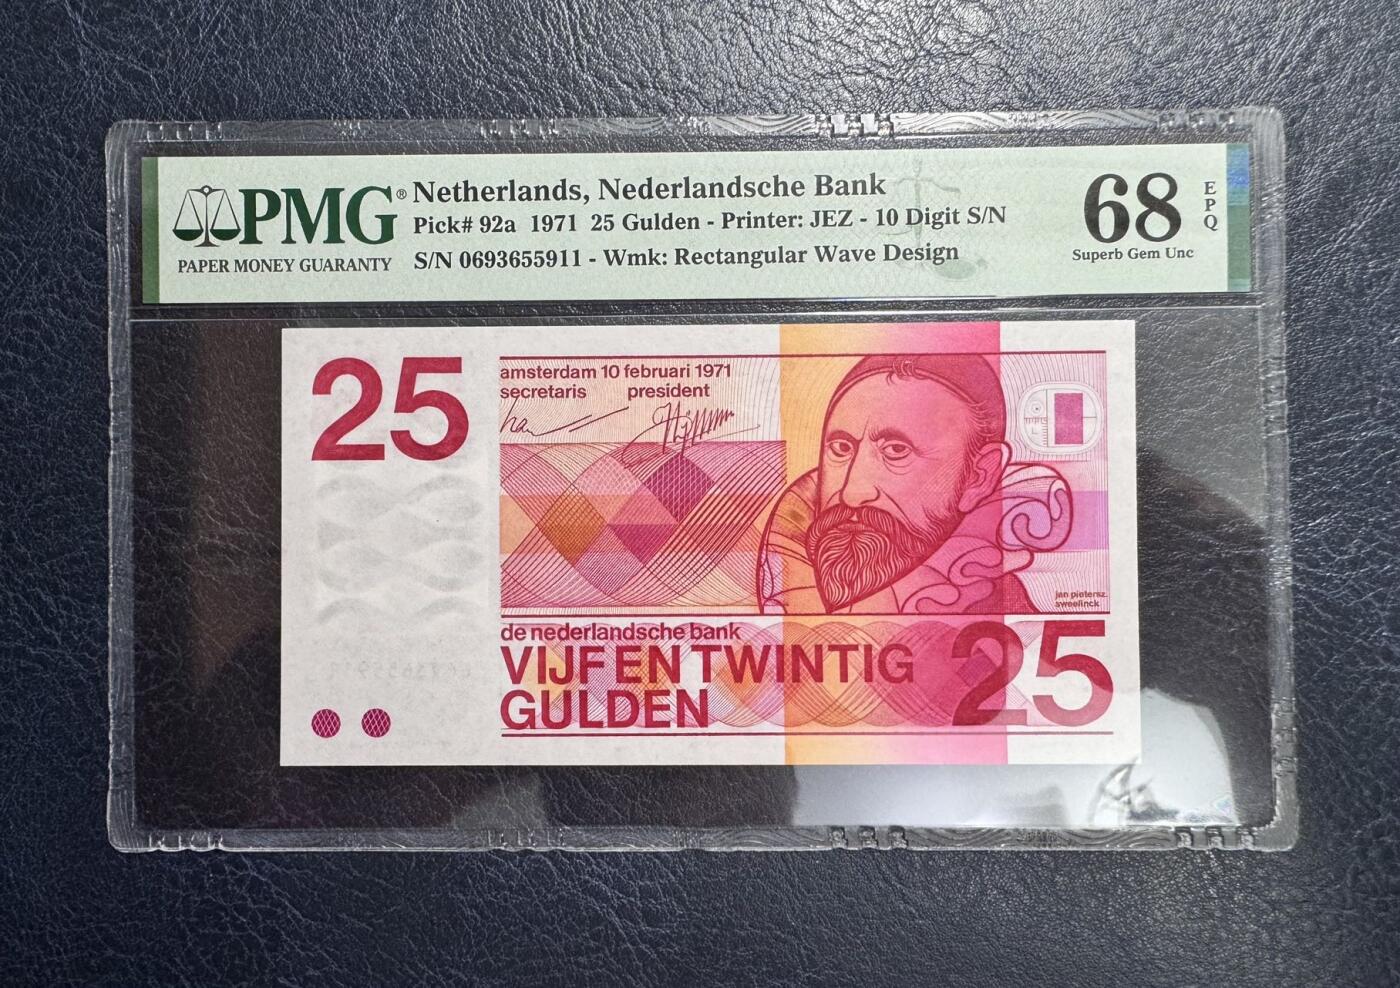 PMG®
PAPER MONEY GUARANTY
Netherlands, Nederlandsche Bank
Pick# 92a 1971 25 Gulden - Printer: JEZ - 10 Digit S/N
S/N 0693655911 - Wmk: Rectangular Wave Design
68
EPQ
Superb Gem Unc
25
amsterdam 10 februari 1971
secretaris president
jan pietersz.
sweelinck
de nederlandsche bank
VIJF EN TWINTIG
GULDEN
25